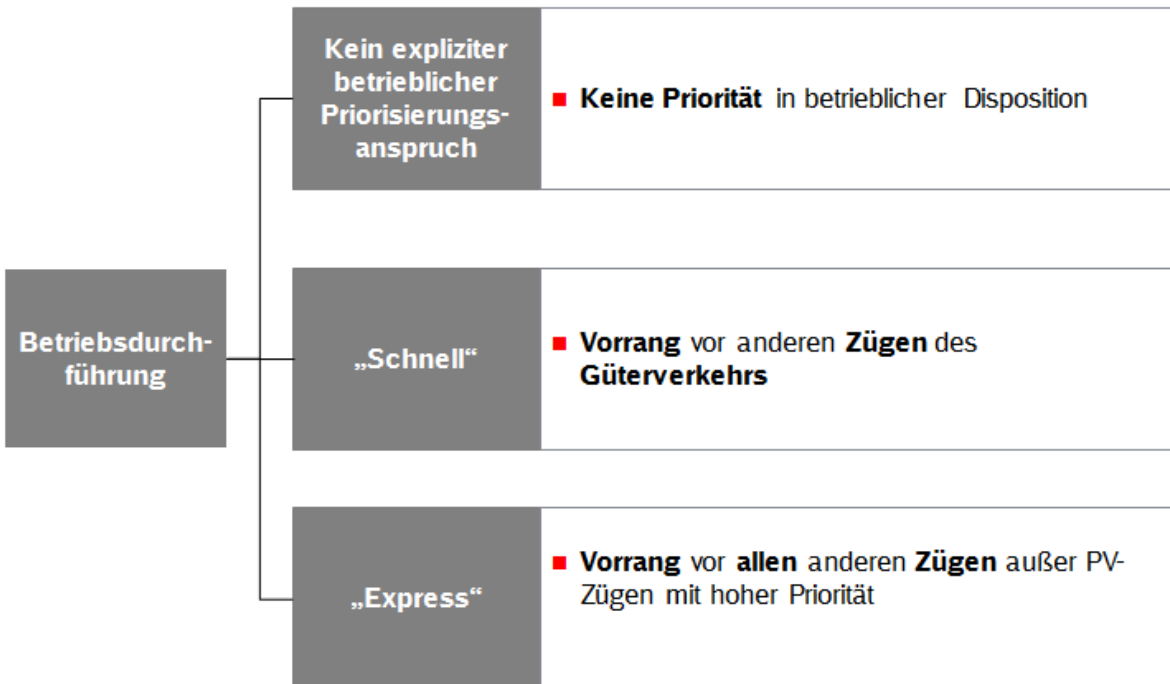 Kein expliziter
betrieblicher
Priorisierungs-
anspruch
■ Keine Priorität in betrieblicher Disposition
Betriebsdurch-
führung
„Schnell“
■ Vorrang vor anderen Zügen des
Güterverkehrs
„Express“
■ Vorrang vor allen anderen Zügen außer PV-
Zügen mit hoher Priorität